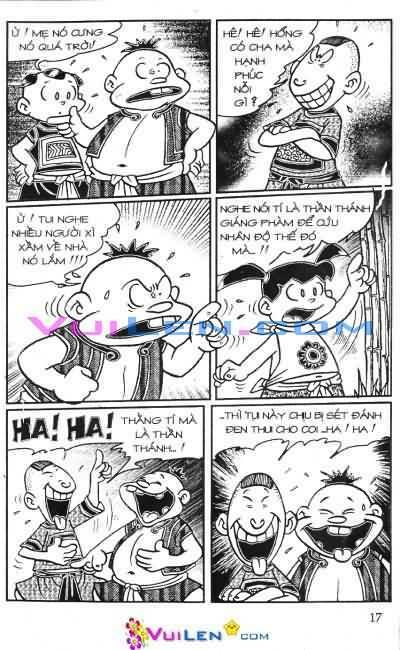 Ừ! MẸ NÓ CƯNG
NÓ QUÁ TRỜI!
HÊ! HÊ! HỔNG
CÓ CHA MÀ
HẠNH
PHÚC
NỖI
GÌ?
Ừ! TUI NGHE
NHIỀU NGƯỜI XÌ
XẦM VỀ NHÀ
NÓ LẮM!!!
NGHE NÓI TÍ LÀ THẦN THÁNH
GIÁNG PHÀM ĐỂ CỨU
NHÂN ĐỘ THẾ ĐÓ
MÀ..!!
VUILEN.COM
HA! HA!
THẰNG TÍ MÀ
LÀ THẦN
THÁNH...!
..THÌ TỤI NÀY CHỊU BỊ SÉT ĐÁNH
ĐEN THUI CHO COI..HA! HA!
17
VUILEN.COM